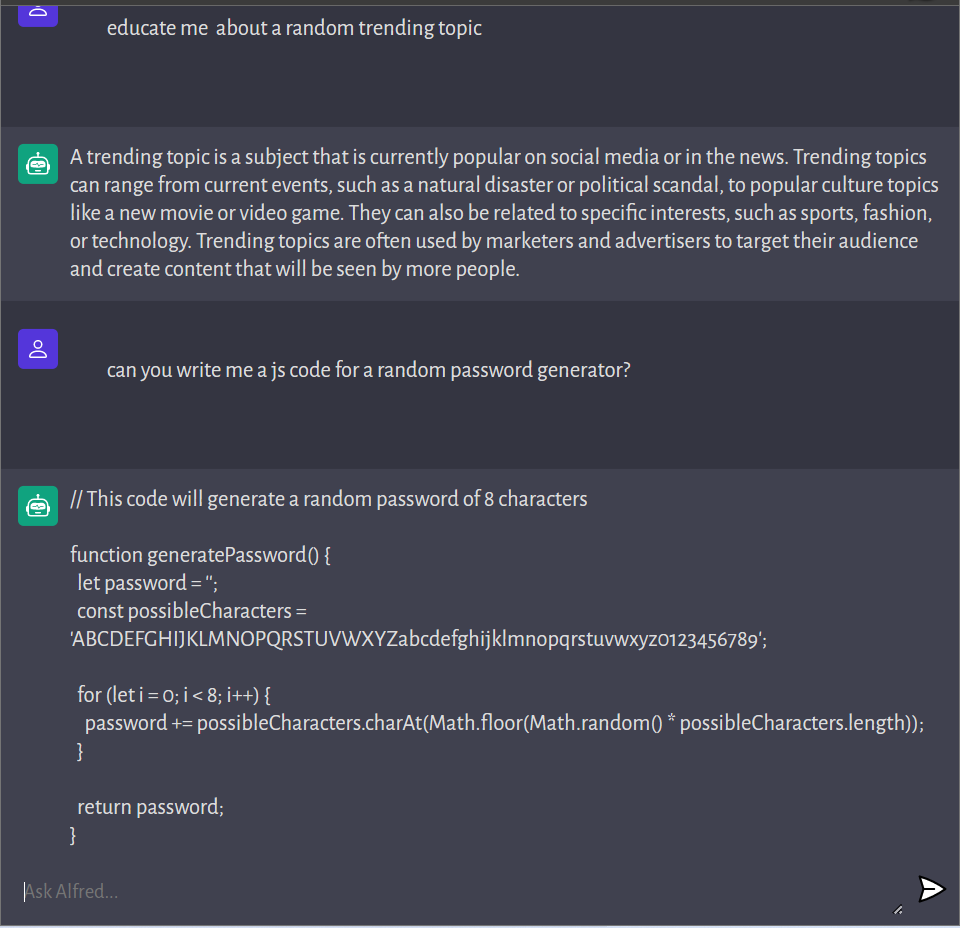 educate me  about a random trending topic
A trending topic is a subject that is currently popular on social media or in the news. Trending topics
can range from current events, such as a natural disaster or political scandal, to popular culture topics
like a new movie or video game. They can also be related to specific interests, such as sports, fashion,
or technology. Trending topics are often used by marketers and advertisers to target their audience
and create content that will be seen by more people.
can you write me a js code for a random password generator?
// This code will generate a random password of 8 characters
function generatePassword() {
let password = '';
const possibleCharacters =
'ABCDEFGHIJKLMNOPQRSTUVWXYZabcdefghijklmnopqrstuvwxyz0123456789';
for (let i = 0; i < 8; i++) {
password += possibleCharacters.charAt(Math.floor(Math.random() * possibleCharacters.length));
}
return password;
}
Ask Alfred...